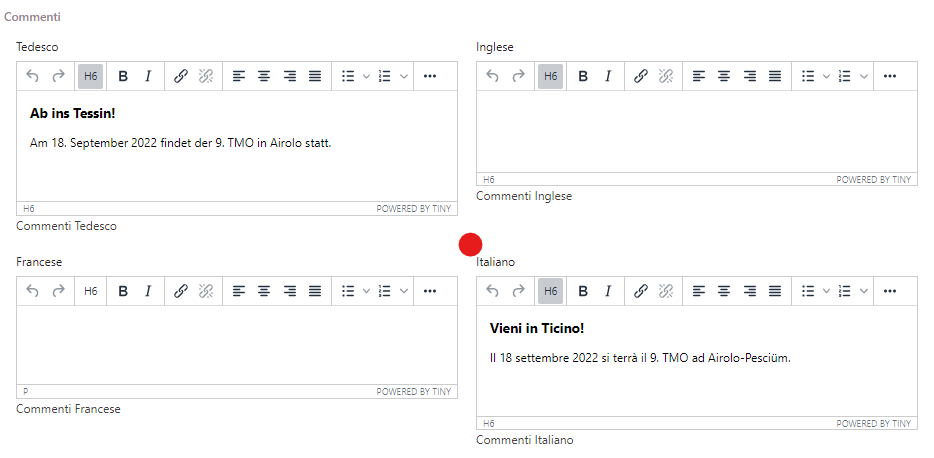 Commenti
Tedesco
H6 B I
Ab ins Tessin!
Am 18. September 2022 findet der 9. TMO in Airolo statt.
H6 POWERED BY TINY
Commenti Tedesco
Inglese
H6 B I
H6 POWERED BY TINY
Commenti Inglese
Francese
H6 B I
P POWERED BY TINY
Commenti Francese
Italiano
H6 B I
Vieni in Ticino!
Il 18 settembre 2022 si terrà il 9. TMO ad Airolo-Pesciüm.
H6 POWERED BY TINY
Commenti Italiano